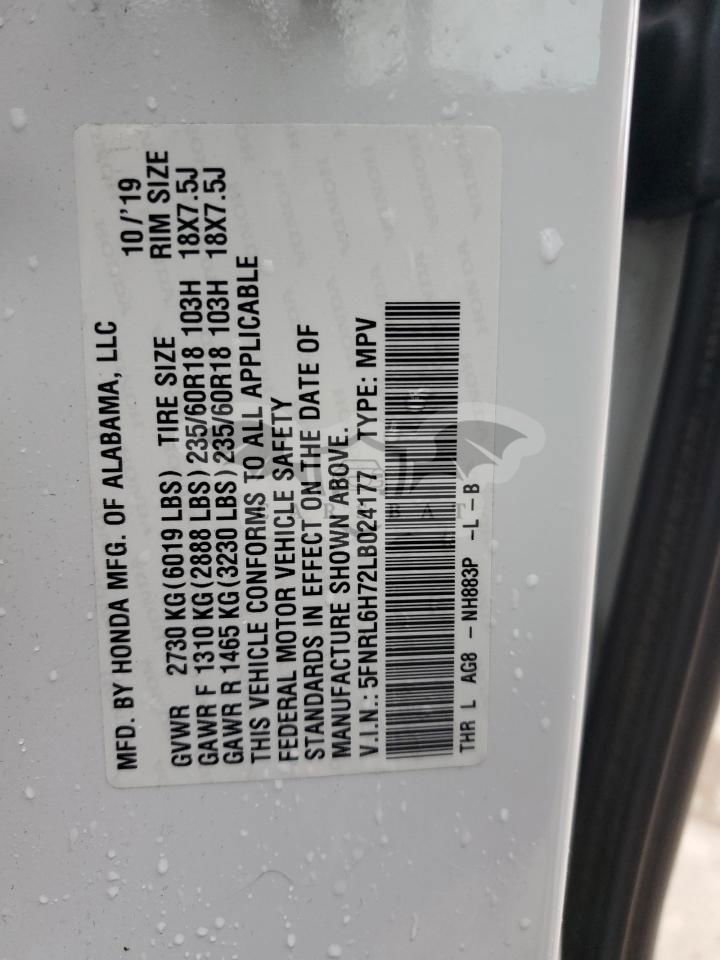 MFD. BY HONDA MFG. OF ALABAMA, LLC 10/'19
GVWR 2730 KG (6019 LBS) TIRE SIZE RIM SIZE
GAWR F 1310 KG (2888 LBS) 235/60R18 103H 18X7.5J
GAWR R 1465 KG (3230 LBS) 235/60R18 103H 18X7.5J
THIS VEHICLE CONFORMS TO ALL APPLICABLE
FEDERAL MOTOR VEHICLE SAFETY
STANDARDS IN EFFECT ON THE DATE OF
MANUFACTURE SHOWN ABOVE.
V.I.N.: 5FNRL6H72LB024177 TYPE: MPV
THR L AG8 - NH883P -L-B